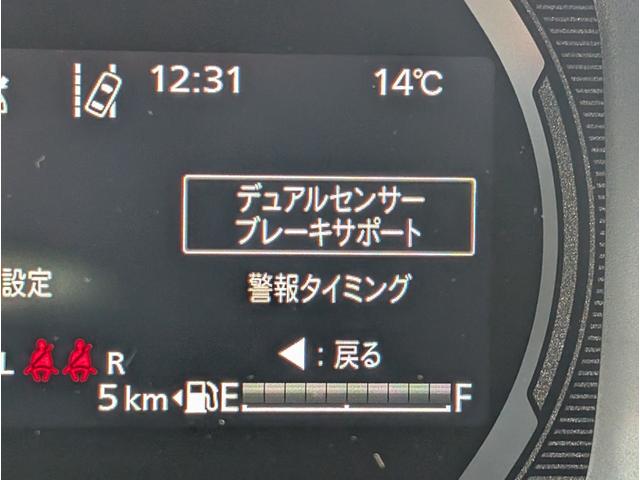 12:31 14℃
デュアルセンサー
ブレーキサポート
設定
警報タイミング
L R
◀:戻る
5km
E F